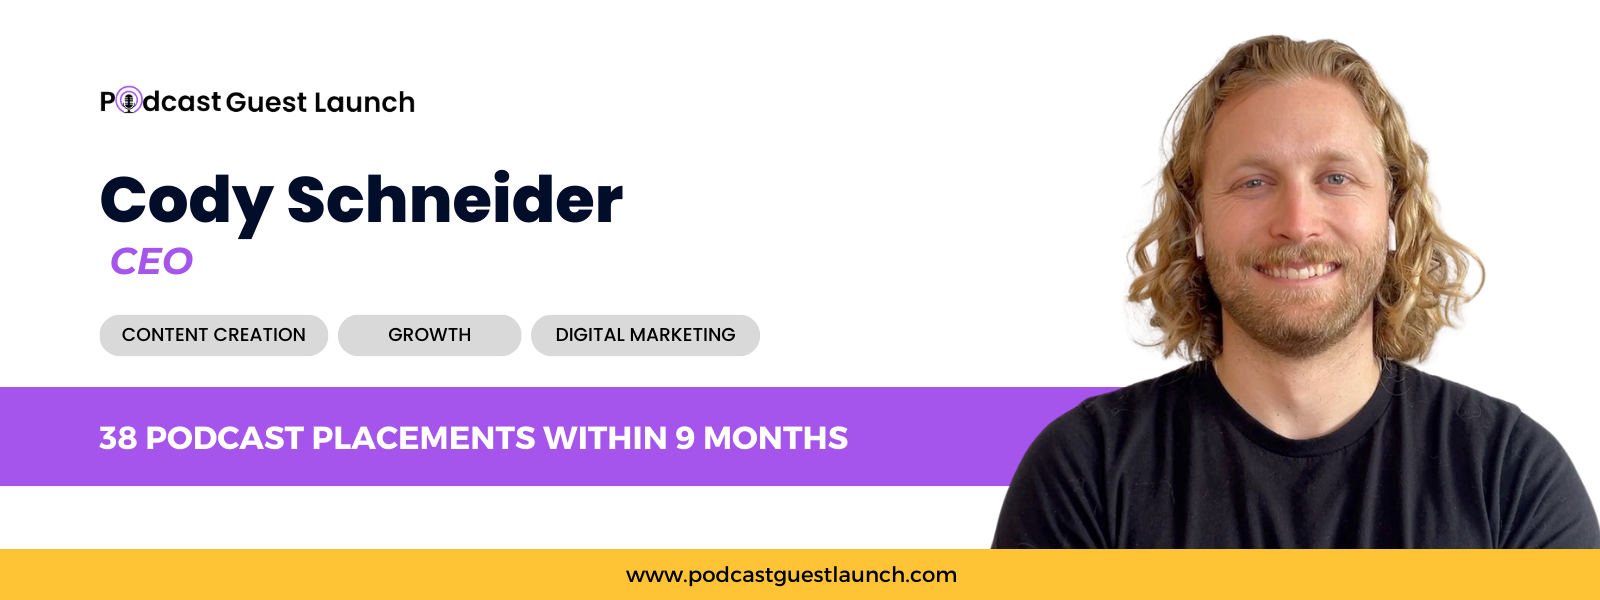 Podcast Guest Launch
Cody Schneider
CEO
CONTENT CREATION GROWTH DIGITAL MARKETING
38 PODCAST PLACEMENTS WITHIN 9 MONTHS
www.podcastguestlaunch.com